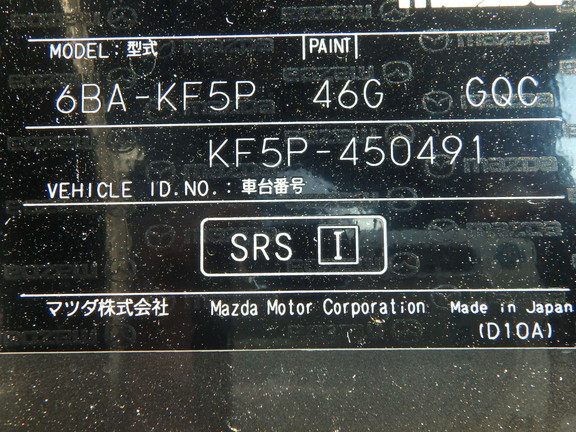 MODEL: 型式 PAINT
6BA-KF5P 46G GQC
KF5P-450491
VEHICLE ID.NO.: 車台番号
SRS I
マツダ株式会社 Mazda Motor Corporation Made in Japan
(D10A)